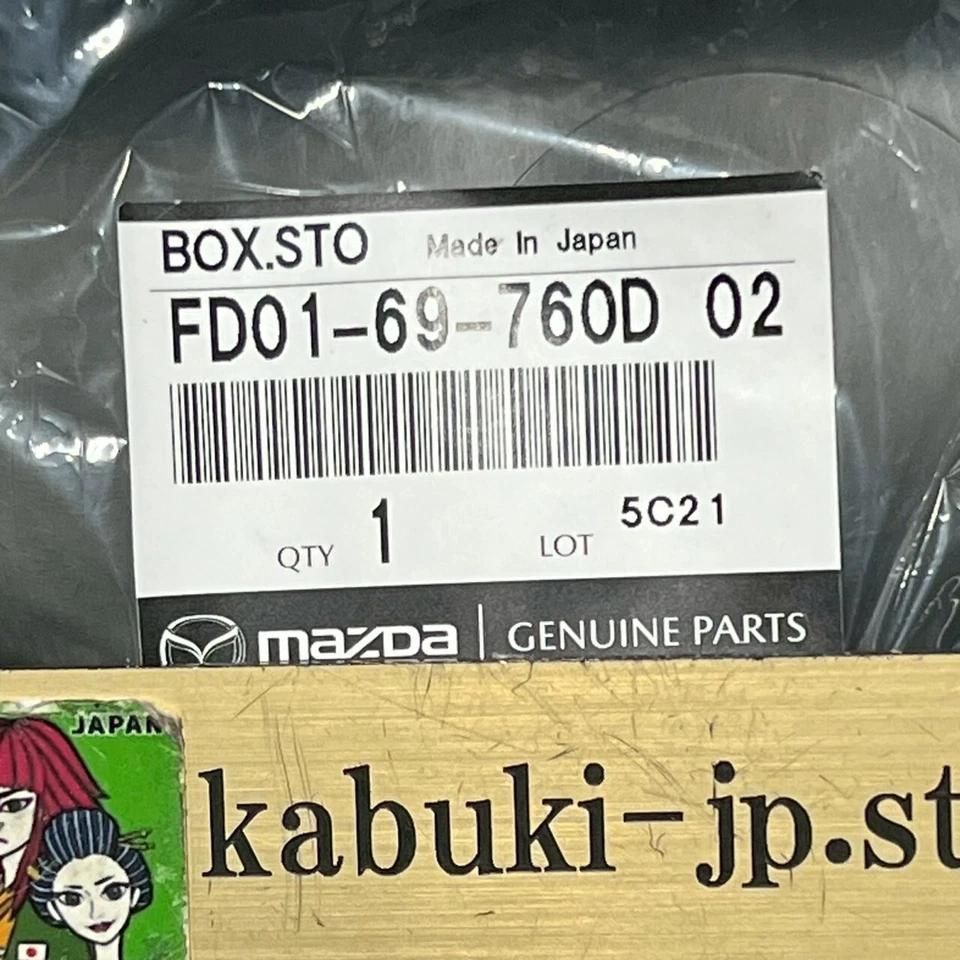 BOX.STO Made In Japan
FD01-69-760D 02
QTY 1 LOT 5C21
mazda GENUINE PARTS
JAPAN
kabuki-jp.st